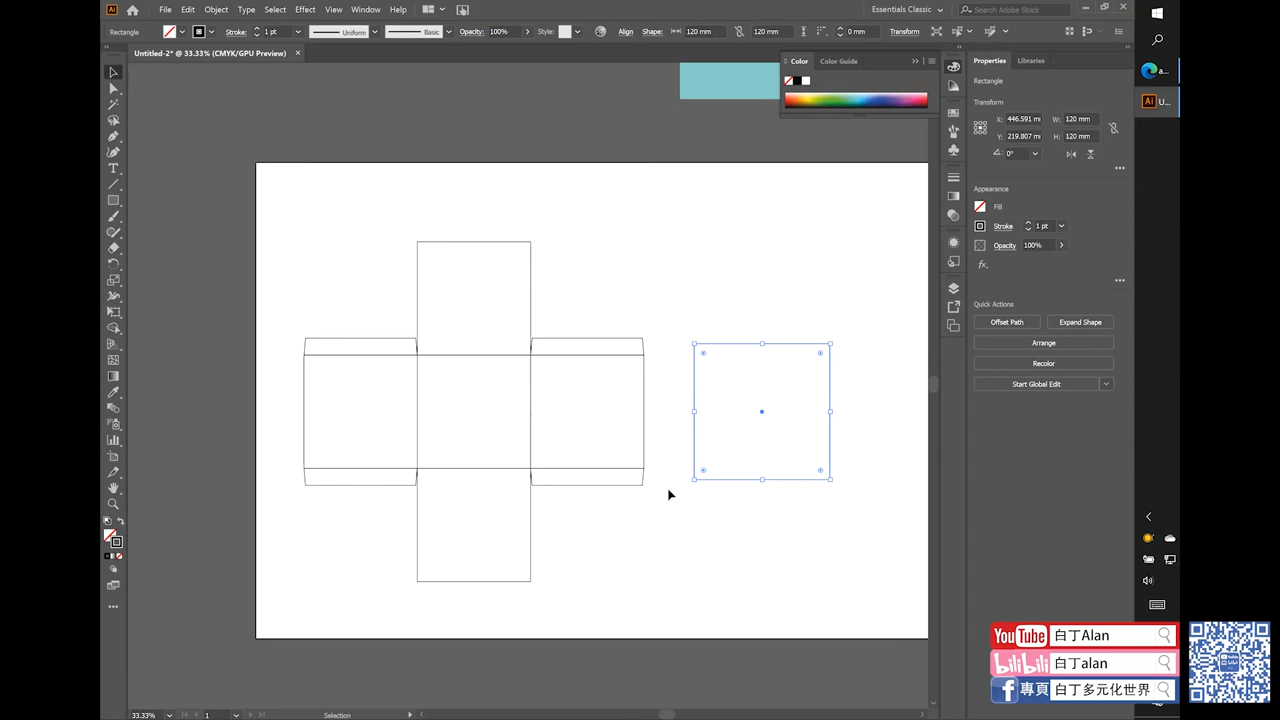 Ai File Edit Object Type Select Effect View Window Help Essentials Classic Search Adobe Stock
Rectangle Stroke: 1 pt Uniform Basic Opacity: 100% Style: Align Shape: 120 mm 120 mm 0 mm Transform
Untitled-2* @ 33.33% (CMYK/GPU Preview) ×
Color Color Guide
Properties Libraries
Rectangle
Transform
X: 446.591 mi W: 120 mm
Y: 219.807 mi H: 120 mm
0°
Appearance
Fill
Stroke 1 pt
Opacity 100%
fx.
Quick Actions
Offset Path Expand Shape
Arrange
Recolor
Start Global Edit
a...
Ai U...
33.33% 1 Selection
YouTube 白丁Alan
bilibili 白丁alan
f 專頁 白丁多元化世界